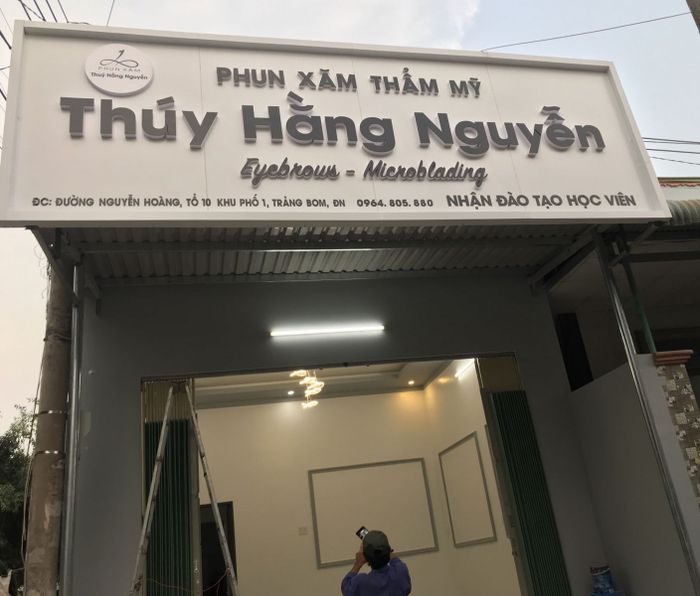 PHUN XĂM
Thuý Hằng Nguyễn
PHUN XĂM THẨM MỸ
Thúy Hằng Nguyễn
Eyebrows - Microblading
ĐC: ĐƯỜNG NGUYỄN HOÀNG, TỔ 10 KHU PHỐ 1, TRẢNG BOM, ĐN 0964.805.880 NHẬN ĐÀO TẠO HỌC VIÊN